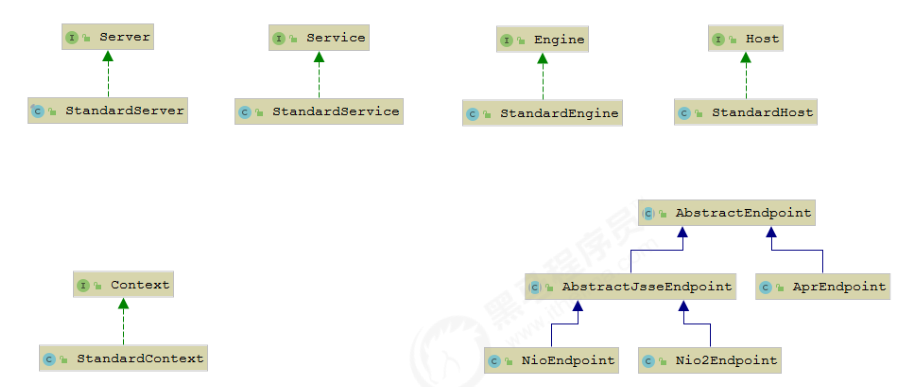 Server
Service
Engine
Host
StandardServer
StandardService
StandardEngine
StandardHost
AbstractEndpoint
Context
AbstractJsseEndpoint
AprEndpoint
StandardContext
NioEndpoint
Nio2Endpoint